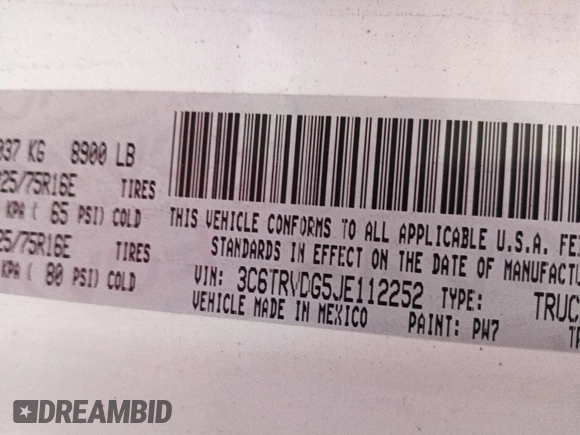 037 KG 8900 LB
25/75R16E TIRES
KPA ( 65 PSI) COLD
25/75R16E TIRES
KPA ( 80 PSI) COLD
THIS VEHICLE CONFORMS TO ALL APPLICABLE U.S.A. FE
STANDARDS IN EFFECT ON THE DATE OF MANUFACTU
VIN: 3C6TRVDG5JE112252 TYPE: TRUC
VEHICLE MADE IN MEXICO PAINT: PW7
DREAMBID